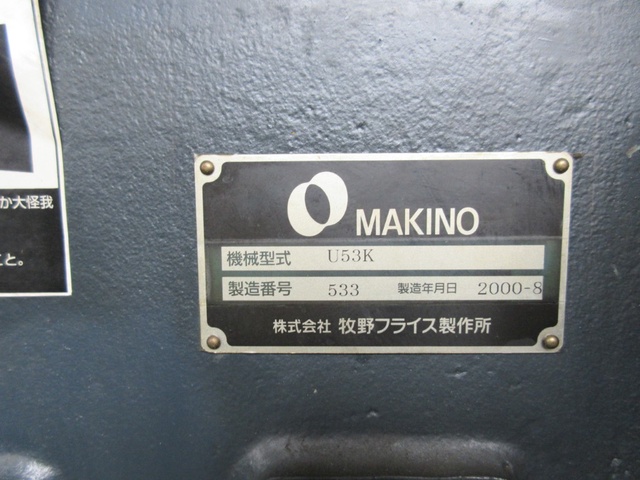 か大怪我
こと。
MAKINO
機械型式 U53K
製造番号 533 製造年月日 2000-8
株式会社 牧野フライス製作所